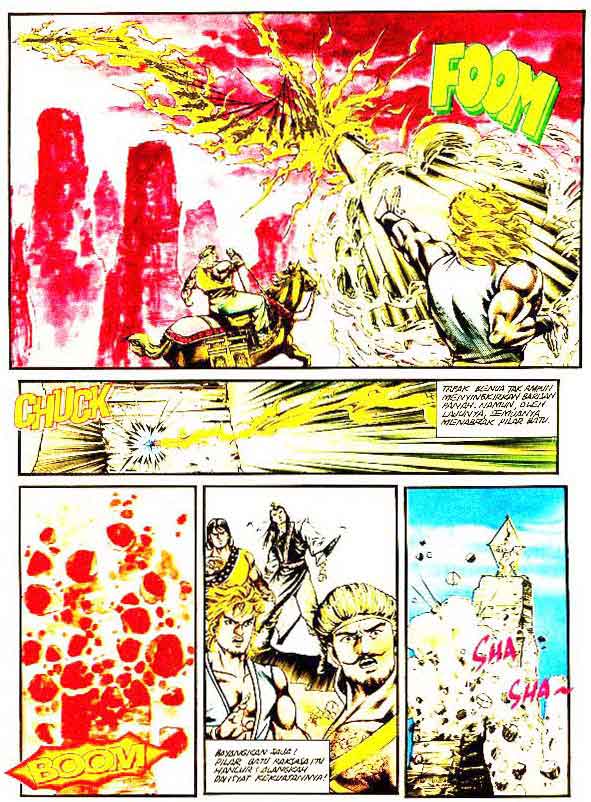 FOOM
CHUCK
TAPAK BENUA TAK AMPUH
MENYINGKIRKAN BARISAN
PANAH. NAMUN, OLEH
LAJUNYA, SEMUANYA
MENABRAK PILAR BATU.
BOOM
BAYANGKAN SAJA!
PILAR BATU RAKSASA ITU
HANCUR! ALANGKAH
DAHSYAT KEKUATANNYA!
SHA
SHA~